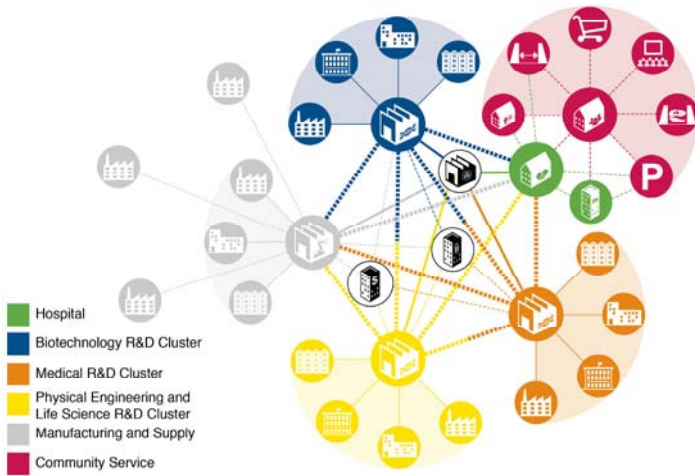 P
S
Hospital
Biotechnology R&D Cluster
Medical R&D Cluster
Physical Engineering and
Life Science R&D Cluster
Manufacturing and Supply
Community Service